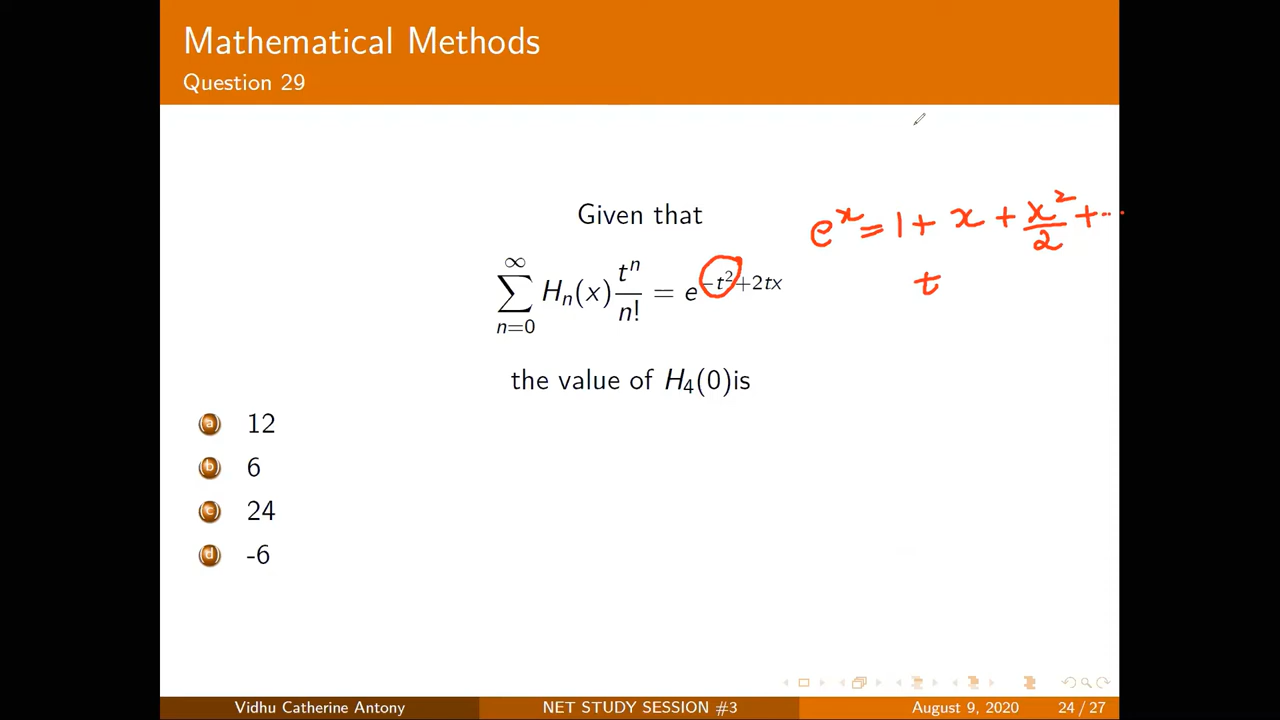 Mathematical Methods
Question 29
Given that
e^x = 1 + x + x^2/2 + ...
∑_{n=0}^{∞} H_n(x) t^n/n! = e^{-t^2+2tx}
t
the value of H_4(0)is
a 12
b 6
c 24
d -6
Vidhu Catherine Antony NET STUDY SESSION #3 August 9, 2020 24 / 27